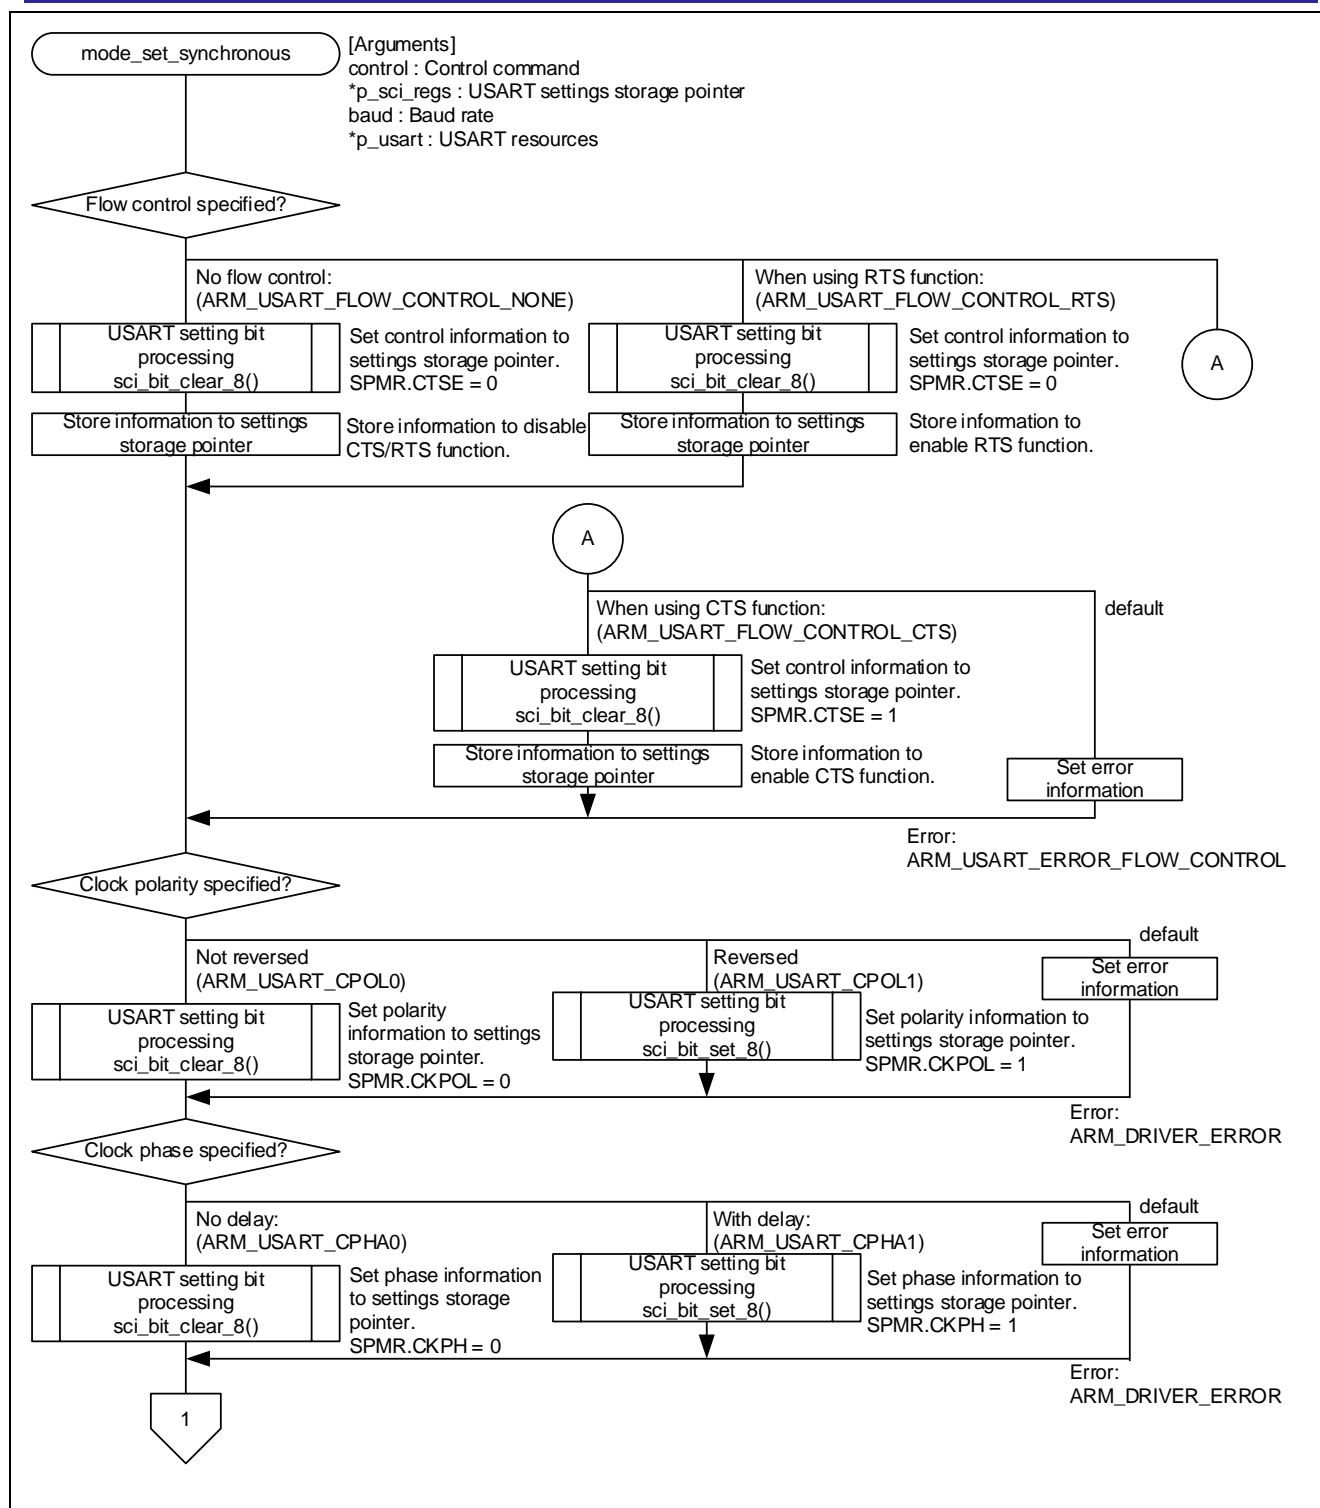 mode_set_synchronous
[Arguments]
control : Control command
*p_sci_regs : USART settings storage pointer
baud : Baud rate
*p_usart : USART resources
Flow control specified?
No flow control:
(ARM_USART_FLOW_CONTROL_NONE)
When using RTS function:
(ARM_USART_FLOW_CONTROL_RTS)
USART setting bit
processing
sci_bit_clear_8()
Set control information to
settings storage pointer.
SPMR.CTSE = 0
USART setting bit
processing
sci_bit_clear_8()
Set control information to
settings storage pointer.
SPMR.CTSE = 0
A
Store information to settings
storage pointer
Store information to disable
CTS/RTS function.
Store information to settings
storage pointer
Store information to
enable RTS function.
A
When using CTS function:
(ARM_USART_FLOW_CONTROL_CTS)
default
USART setting bit
processing
sci_bit_clear_8()
Set control information to
settings storage pointer.
SPMR.CTSE = 1
Store information to settings
storage pointer
Store information to
enable CTS function.
Set error
information
Error:
ARM_USART_ERROR_FLOW_CONTROL
Clock polarity specified?
Not reversed
(ARM_USART_CPOL0)
Reversed
(ARM_USART_CPOL1)
default
Set error
information
USART setting bit
processing
sci_bit_clear_8()
Set polarity
information to settings
storage pointer.
SPMR.CKPOL = 0
USART setting bit
processing
sci_bit_set_8()
Set polarity information to
settings storage pointer.
SPMR.CKPOL = 1
Error:
ARM_DRIVER_ERROR
Clock phase specified?
No delay:
(ARM_USART_CPHA0)
With delay:
(ARM_USART_CPHA1)
default
Set error
information
USART setting bit
processing
sci_bit_clear_8()
Set phase information
to settings storage
pointer.
SPMR.CKPH = 0
USART setting bit
processing
sci_bit_set_8()
Set phase information to
settings storage pointer.
SPMR.CKPH = 1
Error:
ARM_DRIVER_ERROR
1